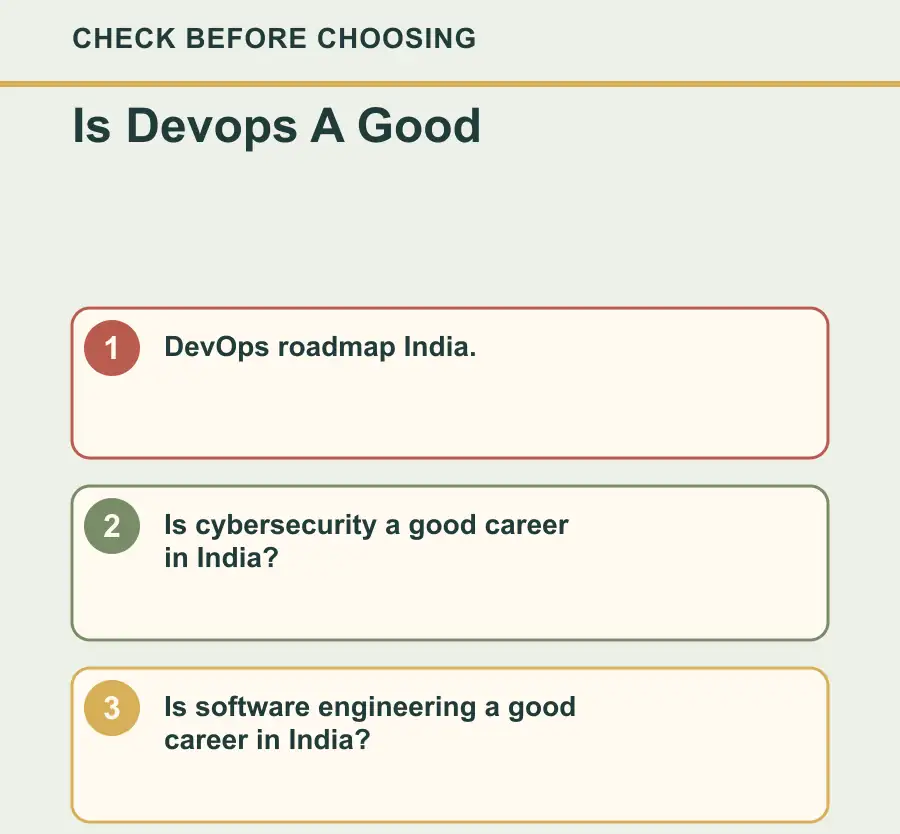 CHECK BEFORE CHOOSING
Is Devops A Good
1 DevOps roadmap India.
2 Is cybersecurity a good career
in India?
3 Is software engineering a good
career in India?